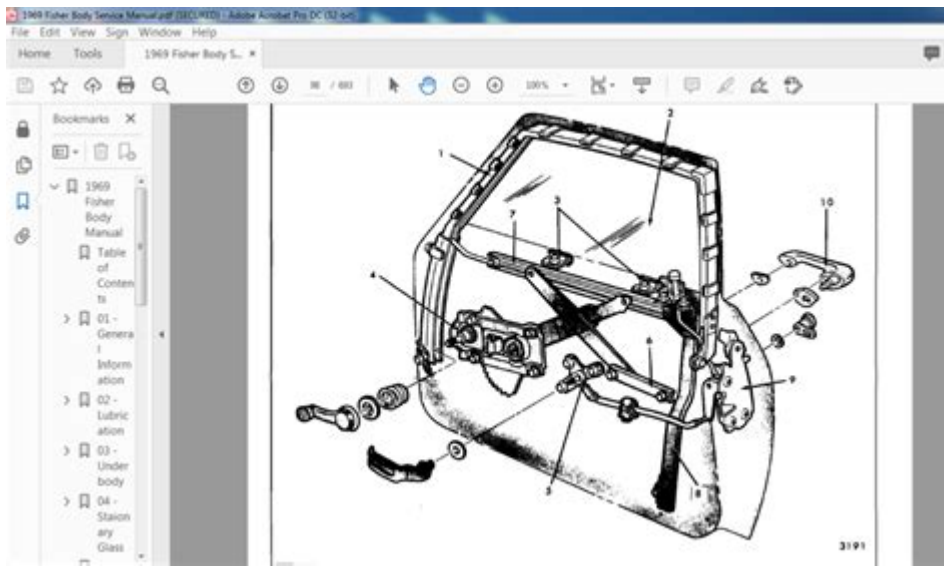 1969 Fisher Body Service Manual.pdf (SECURED) - Adobe Acrobat Pro DC (32-bit)
File Edit View Sign Window Help
Home Tools 1969 Fisher Body S... ×
/ 693 100%
Bookmarks ×
1969
Fisher
Body
Manual
Table
of
Conten
ts
01 -
Genera
l
Inform
ation
02 -
Lubric
ation
03 -
Under
body
04 -
Staion
ary
Glass
1
2
3
4
5
6
7
8
9
10
3191